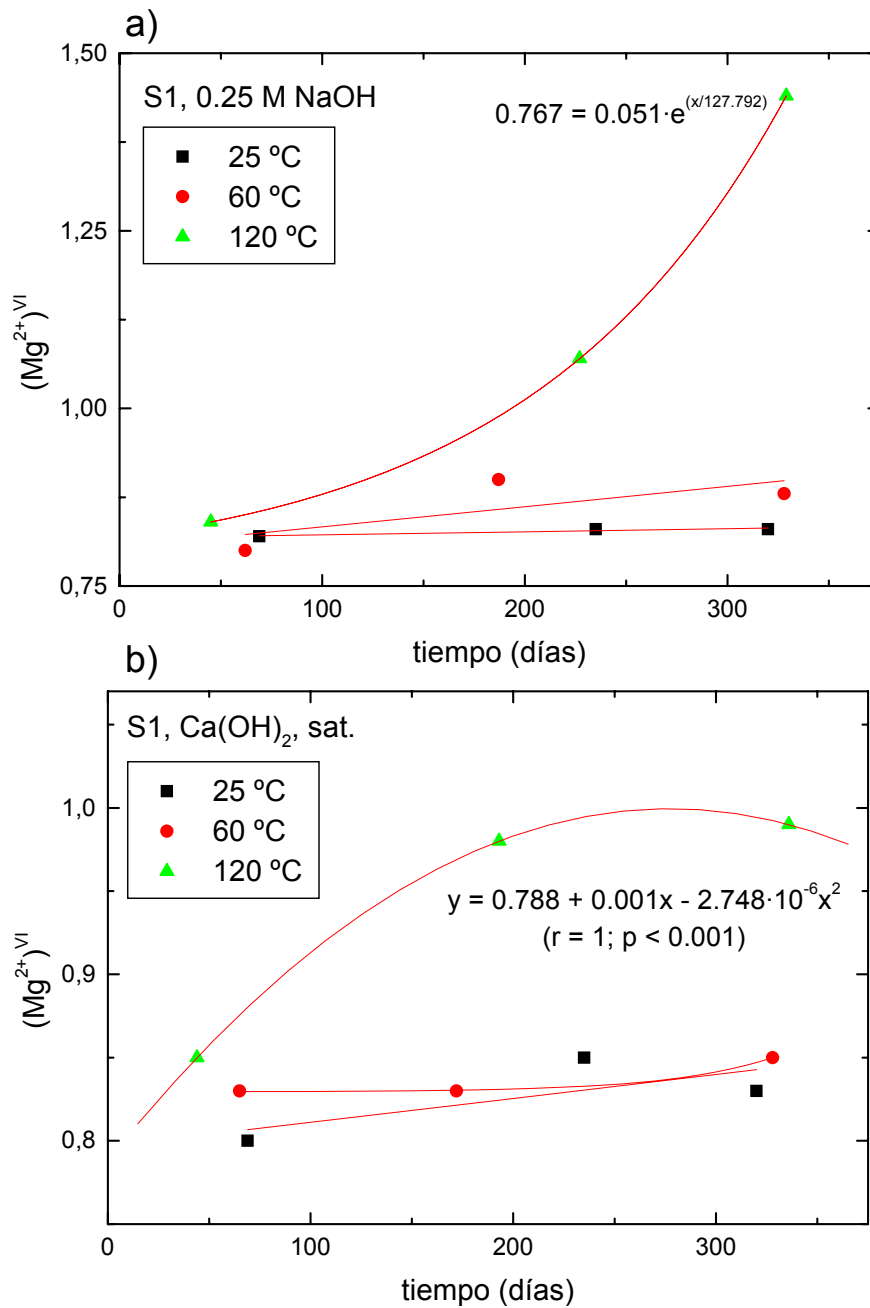 a)
1,50
S1, 0.25 M NaOH
25 ºC
60 ºC
120 ºC
0.767 = 0.051·e^(x/127.792)
1,25
1,00
0,75
(Mg²⁺)ⱽᴵ
0
100
200
300
tiempo (días)
b)
S1, Ca(OH)₂, sat.
25 ºC
60 ºC
120 ºC
1,0
y = 0.788 + 0.001x - 2.748·10⁻⁶x²
(r = 1; p < 0.001)
0,9
0,8
(Mg²⁺)ⱽᴵ
0
100
200
300
tiempo (días)